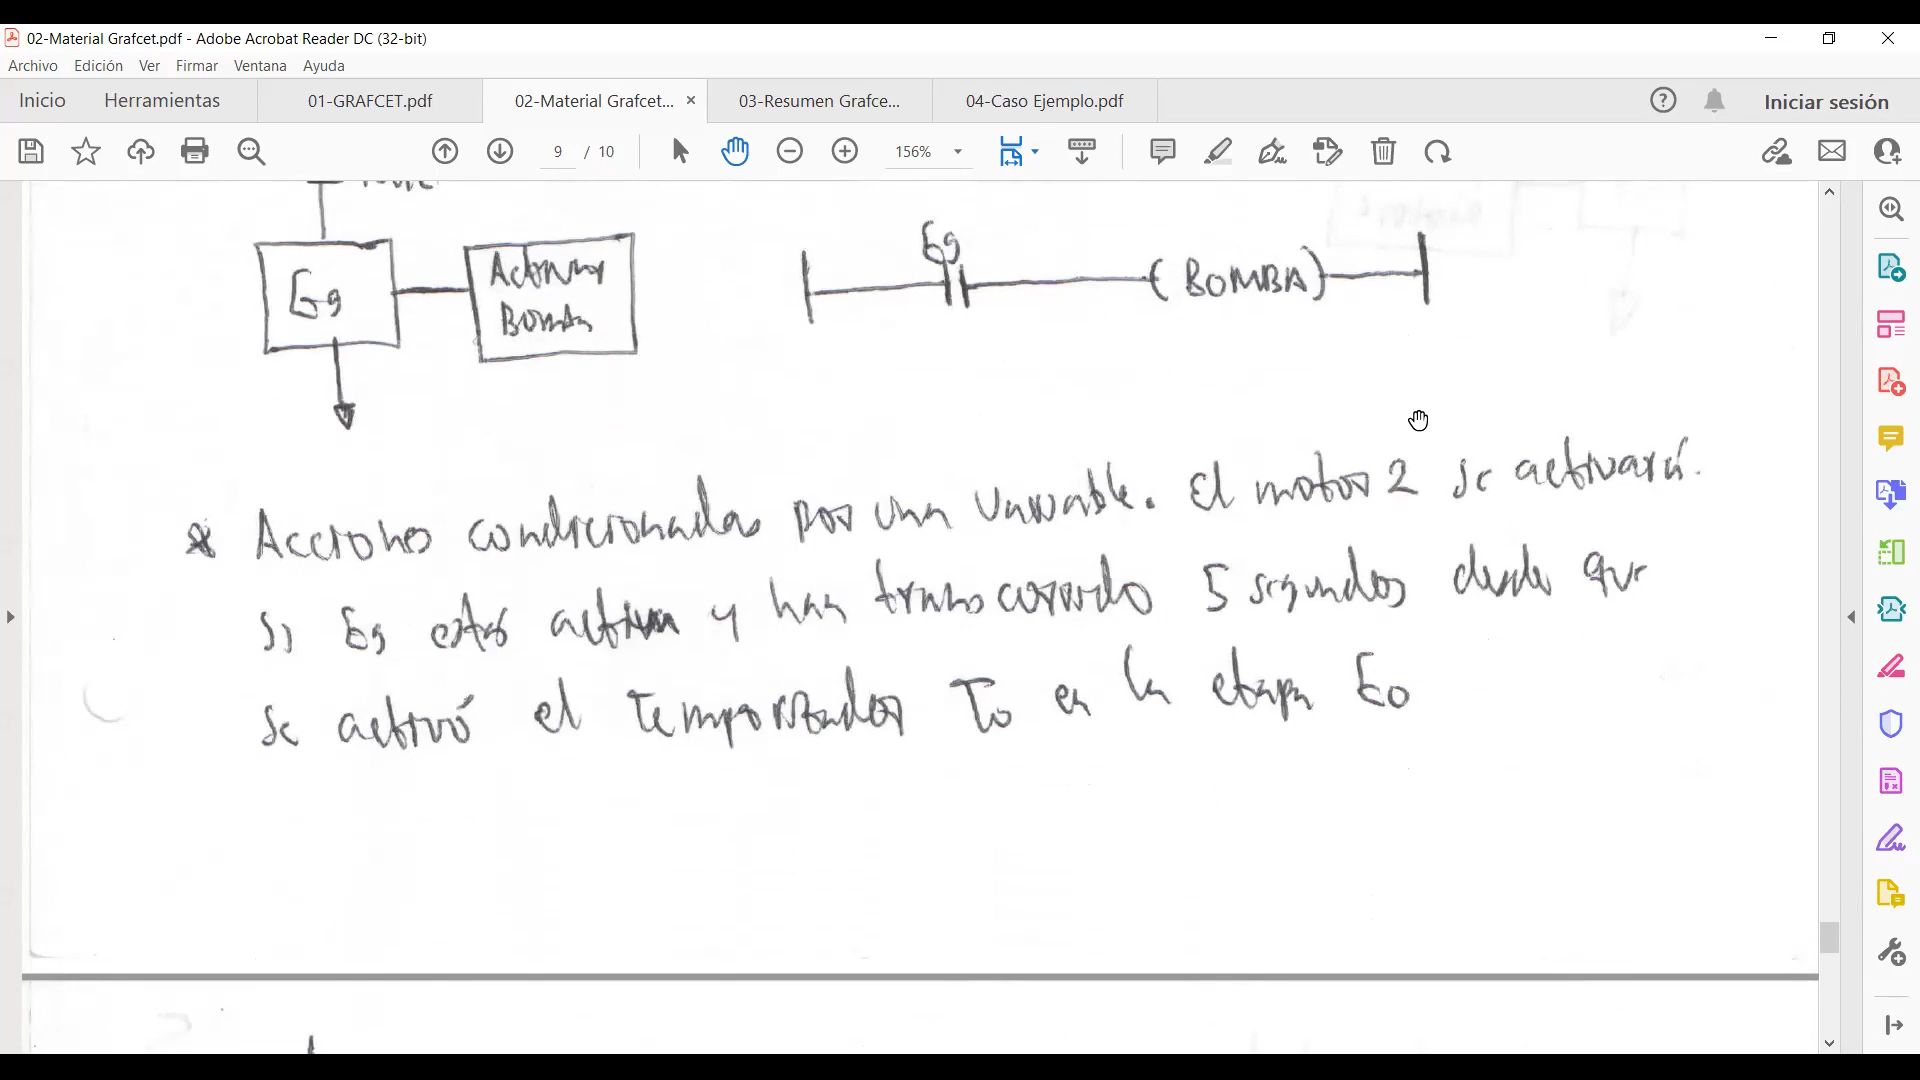 02-Material Grafcet.pdf - Adobe Acrobat Reader DC (32-bit)
Archivo Edición Ver Firmar Ventana Ayuda
Inicio Herramientas 01-GRAFCET.pdf 02-Material Grafcet... × 03-Resumen Grafce... 04-Caso Ejemplo.pdf Iniciar sesión
9 / 10 156%
E9 Activar Bomba
E9 (BOMBA)
* Acciones condicionadas por una variable. El motor 2 se activará
si E9 está activa y han transcurrido 5 segundos desde que
se activó el temporizador T0 en la etapa E0